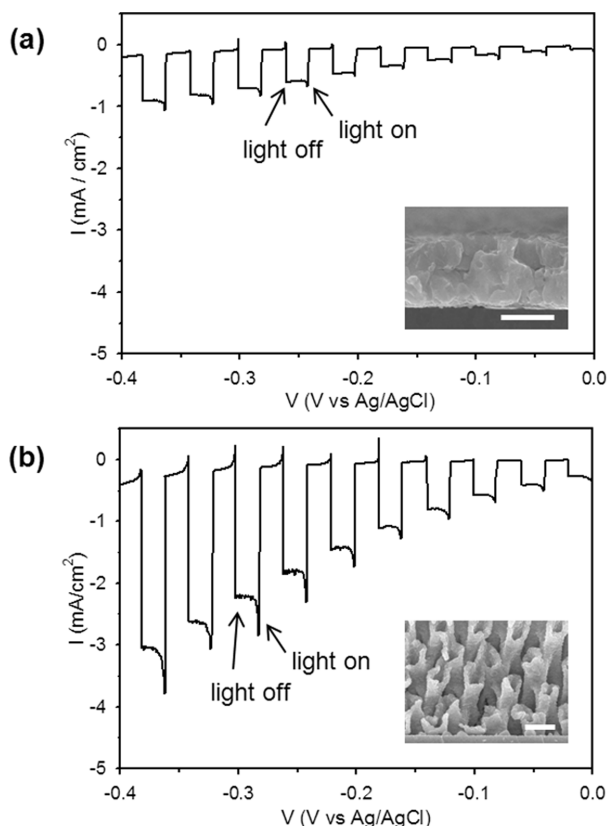 (a)
0
-1
-2
-3
-4
-5
I (mA / cm²)
light off
light on
-0.4
-0.3
-0.2
-0.1
0.0
V (V vs Ag/AgCl)
(b)
0
-1
-2
-3
-4
-5
I (mA/cm²)
light off
light on
-0.4
-0.3
-0.2
-0.1
0.0
V (V vs Ag/AgCl)